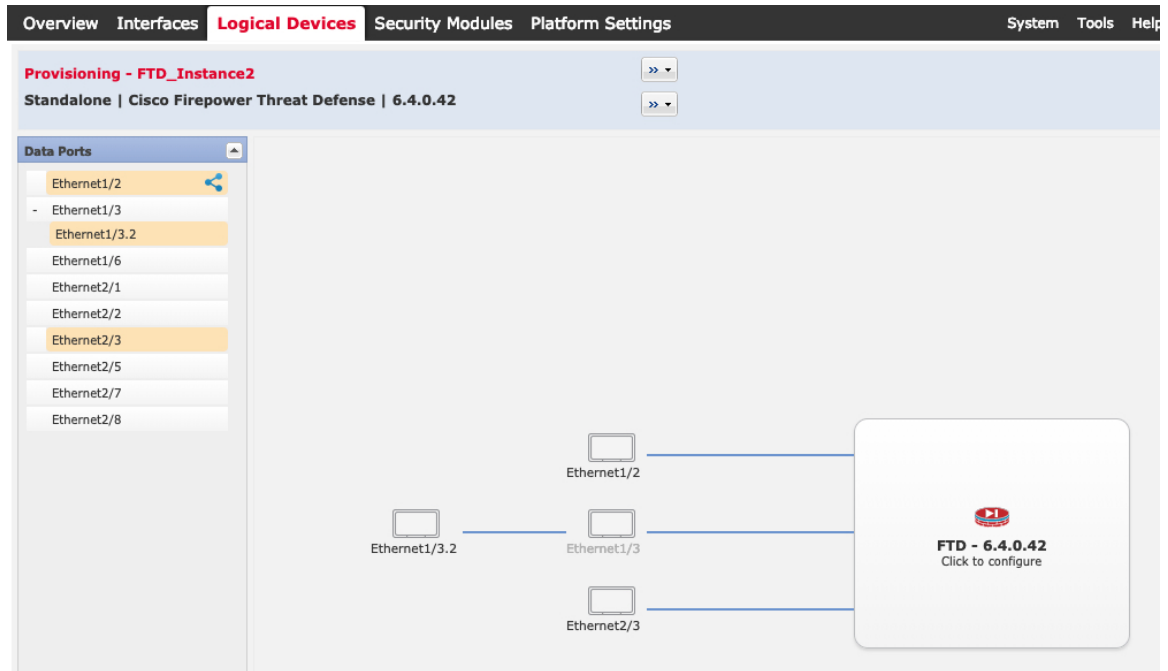 Overview Interfaces Logical Devices Security Modules Platform Settings System Tools Help
Provisioning - FTD_Instance2
Standalone | Cisco Firepower Threat Defense | 6.4.0.42
Data Ports
Ethernet1/2
- Ethernet1/3
Ethernet1/3.2
Ethernet1/6
Ethernet2/1
Ethernet2/2
Ethernet2/3
Ethernet2/5
Ethernet2/7
Ethernet2/8
Ethernet1/2
Ethernet1/3.2
Ethernet1/3
Ethernet2/3
FTD - 6.4.0.42
Click to configure